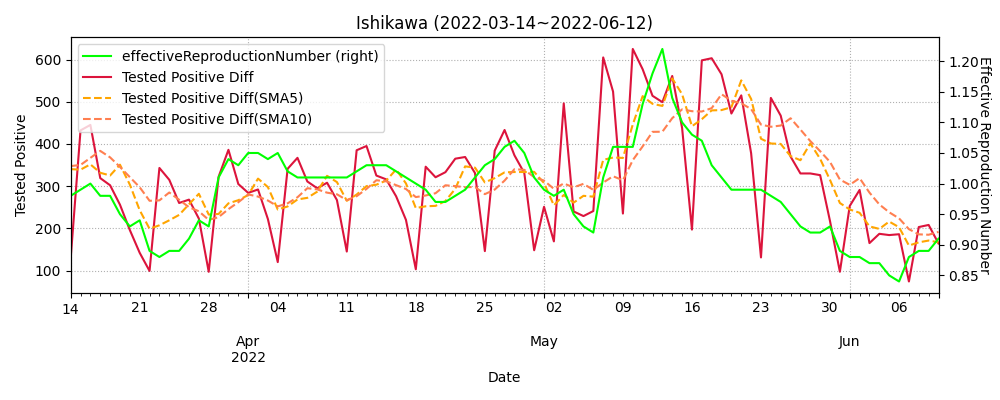 Ishikawa (2022-03-14~2022-06-12)
effectiveReproductionNumber (right)
Tested Positive Diff
Tested Positive Diff(SMA5)
Tested Positive Diff(SMA10)
Tested Positive
600
500
400
300
200
100
1.20
1.15
1.10
1.05
1.00
0.95
0.90
0.85
Effective Reproduction Number
14 21 28 04 11 18 25 02 09 16 23 30 06
Apr May Jun
2022
Date